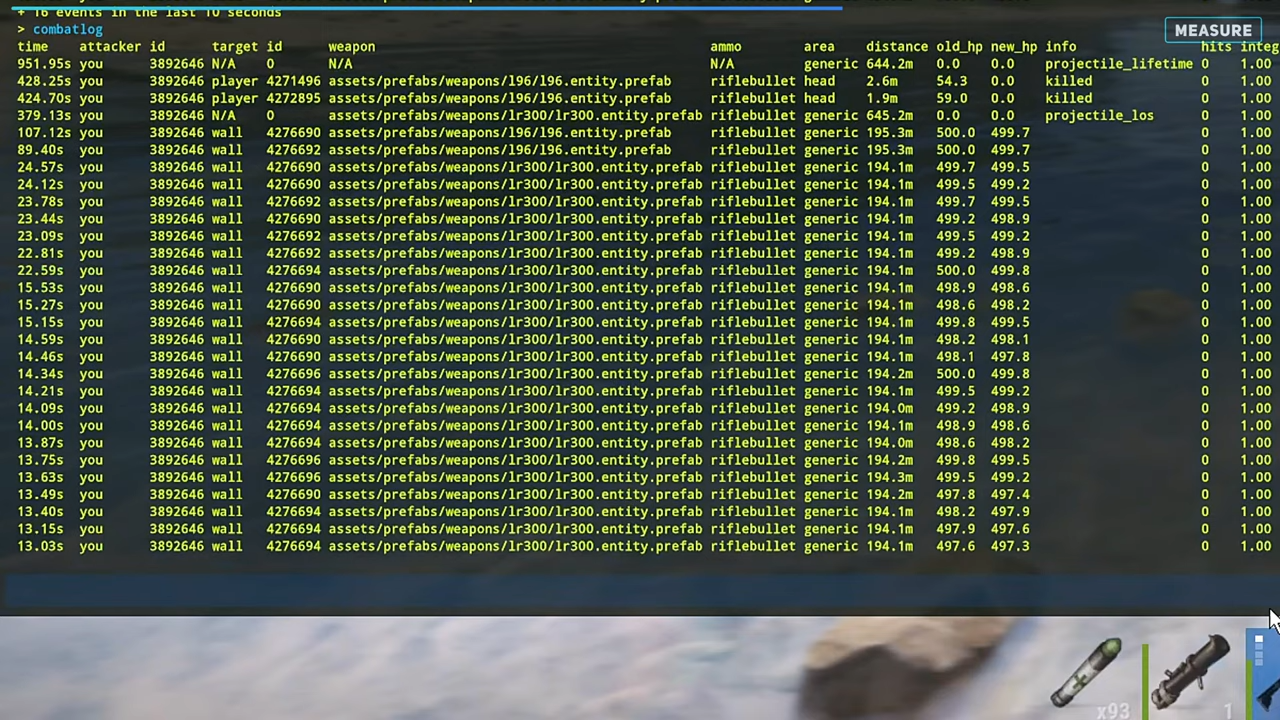 + 16 events in the last 10 seconds
> combatlog
MEASURE
time attacker id target id weapon ammo area distance old_hp new_hp info hits integ
951.95s you 3892646 N/A 0 N/A N/A generic 644.2m 0.0 0.0 projectile_lifetime 0 1.00
428.25s you 3892646 player 4271496 assets/prefabs/weapons/l96/l96.entity.prefab riflebullet head 2.6m 54.3 0.0 killed 0 1.00
424.70s you 3892646 player 4272895 assets/prefabs/weapons/l96/l96.entity.prefab riflebullet head 1.9m 59.0 0.0 killed 0 1.00
379.13s you 3892646 N/A 0 assets/prefabs/weapons/lr300/lr300.entity.prefab riflebullet generic 645.2m 0.0 0.0 projectile_los 0 1.00
107.12s you 3892646 wall 4276690 assets/prefabs/weapons/l96/l96.entity.prefab riflebullet generic 195.3m 500.0 499.7 0 1.00
89.40s you 3892646 wall 4276692 assets/prefabs/weapons/l96/l96.entity.prefab riflebullet generic 195.3m 500.0 499.7 0 1.00
24.57s you 3892646 wall 4276690 assets/prefabs/weapons/lr300/lr300.entity.prefab riflebullet generic 194.1m 499.7 499.5 0 1.00
24.12s you 3892646 wall 4276690 assets/prefabs/weapons/lr300/lr300.entity.prefab riflebullet generic 194.1m 499.5 499.2 0 1.00
23.78s you 3892646 wall 4276692 assets/prefabs/weapons/lr300/lr300.entity.prefab riflebullet generic 194.1m 499.7 499.5 0 1.00
23.44s you 3892646 wall 4276690 assets/prefabs/weapons/lr300/lr300.entity.prefab riflebullet generic 194.1m 499.2 498.9 0 1.00
23.09s you 3892646 wall 4276692 assets/prefabs/weapons/lr300/lr300.entity.prefab riflebullet generic 194.1m 499.5 499.2 0 1.00
22.81s you 3892646 wall 4276692 assets/prefabs/weapons/lr300/lr300.entity.prefab riflebullet generic 194.1m 499.2 498.9 0 1.00
22.59s you 3892646 wall 4276694 assets/prefabs/weapons/lr300/lr300.entity.prefab riflebullet generic 194.1m 500.0 499.8 0 1.00
15.53s you 3892646 wall 4276690 assets/prefabs/weapons/lr300/lr300.entity.prefab riflebullet generic 194.1m 498.9 498.6 0 1.00
15.27s you 3892646 wall 4276690 assets/prefabs/weapons/lr300/lr300.entity.prefab riflebullet generic 194.1m 498.6 498.2 0 1.00
15.15s you 3892646 wall 4276694 assets/prefabs/weapons/lr300/lr300.entity.prefab riflebullet generic 194.1m 499.8 499.5 0 1.00
14.59s you 3892646 wall 4276690 assets/prefabs/weapons/lr300/lr300.entity.prefab riflebullet generic 194.1m 498.2 498.1 0 1.00
14.46s you 3892646 wall 4276690 assets/prefabs/weapons/lr300/lr300.entity.prefab riflebullet generic 194.1m 498.1 497.8 0 1.00
14.34s you 3892646 wall 4276696 assets/prefabs/weapons/lr300/lr300.entity.prefab riflebullet generic 194.2m 500.0 499.8 0 1.00
14.21s you 3892646 wall 4276694 assets/prefabs/weapons/lr300/lr300.entity.prefab riflebullet generic 194.1m 499.5 499.2 0 1.00
14.09s you 3892646 wall 4276694 assets/prefabs/weapons/lr300/lr300.entity.prefab riflebullet generic 194.0m 499.2 498.9 0 1.00
14.00s you 3892646 wall 4276694 assets/prefabs/weapons/lr300/lr300.entity.prefab riflebullet generic 194.1m 498.9 498.6 0 1.00
13.87s you 3892646 wall 4276694 assets/prefabs/weapons/lr300/lr300.entity.prefab riflebullet generic 194.0m 498.6 498.2 0 1.00
13.75s you 3892646 wall 4276696 assets/prefabs/weapons/lr300/lr300.entity.prefab riflebullet generic 194.2m 499.8 499.5 0 1.00
13.63s you 3892646 wall 4276696 assets/prefabs/weapons/lr300/lr300.entity.prefab riflebullet generic 194.3m 499.5 499.2 0 1.00
13.49s you 3892646 wall 4276690 assets/prefabs/weapons/lr300/lr300.entity.prefab riflebullet generic 194.2m 497.8 497.4 0 1.00
13.40s you 3892646 wall 4276694 assets/prefabs/weapons/lr300/lr300.entity.prefab riflebullet generic 194.1m 498.2 497.9 0 1.00
13.15s you 3892646 wall 4276694 assets/prefabs/weapons/lr300/lr300.entity.prefab riflebullet generic 194.1m 497.9 497.6 0 1.00
13.03s you 3892646 wall 4276694 assets/prefabs/weapons/lr300/lr300.entity.prefab riflebullet generic 194.1m 497.6 497.3 0 1.00
x93 1